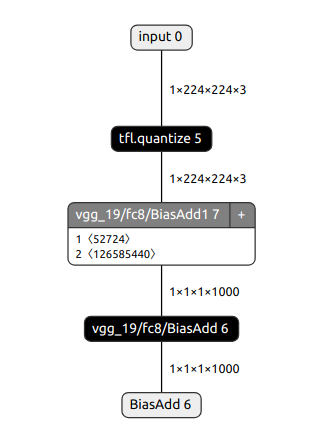 input 0
1×224×224×3
tfl.quantize 5
1×224×224×3
vgg_19/fc8/BiasAdd1 7 +
1〈52724〉
2〈126585440〉
1×1×1×1000
vgg_19/fc8/BiasAdd 6
1×1×1×1000
BiasAdd 6